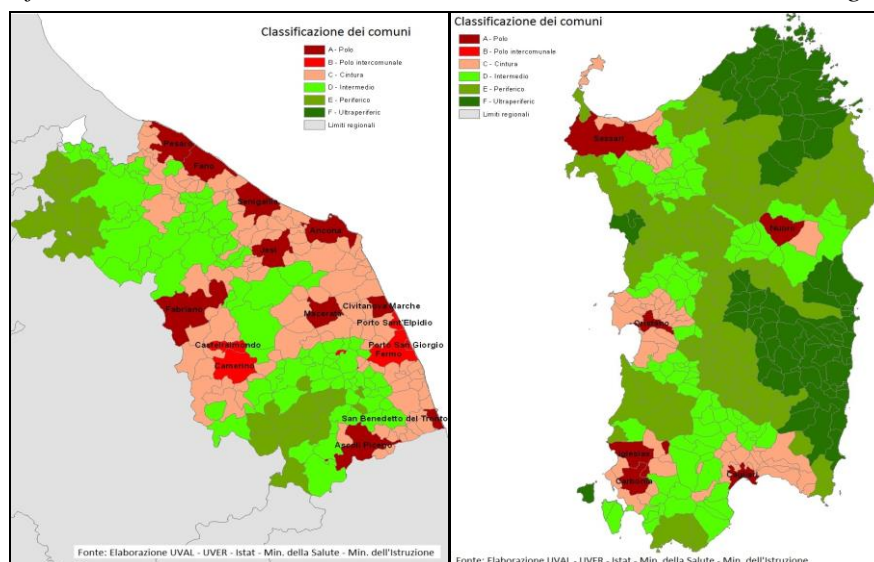 Classificazione dei comuni
A - Polo
B - Polo intercomunale
C - Cintura
D - Intermedio
E - Periferico
F - Ultraperiferic
Limiti regionali
Pesaro
Fano
Senigallia
Ancona
Jesi
Fabriano
Macerata
Civitanova Marche
Porto Sant'Elpidio
Castelraimondo
Camerino
Porto San Giorgio
Fermo
San Benedetto del Tronto
Ascoli Piceno
Fonte: Elaborazione UVAL - UVER - Istat - Min. della Salute - Min. dell'Istruzione
Classificazione dei comuni
A - Polo
B - Polo intercomunale
C - Cintura
D - Intermedio
E - Periferico
F - Ultraperiferic
Limiti regionali
Sassari
Nuoro
Oristano
Iglesias
Carbonia
Cagliari
Fonte: Elaborazione UVAL - UVER - Istat - Min. della Salute - Min. dell'Istruzione